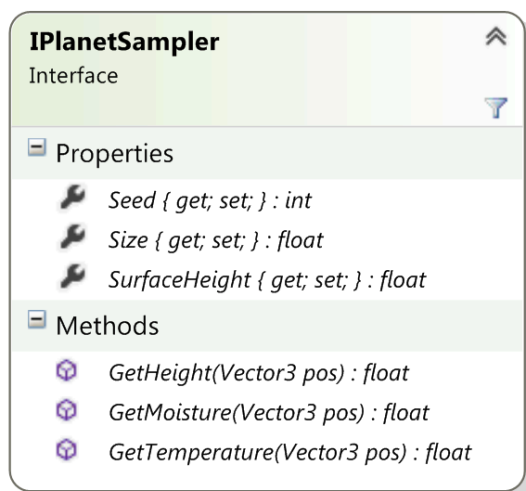 IPlanetSampler
Interface
Properties
Seed { get; set; } : int
Size { get; set; } : float
SurfaceHeight { get; set; } : float
Methods
GetHeight(Vector3 pos) : float
GetMoisture(Vector3 pos) : float
GetTemperature(Vector3 pos) : float